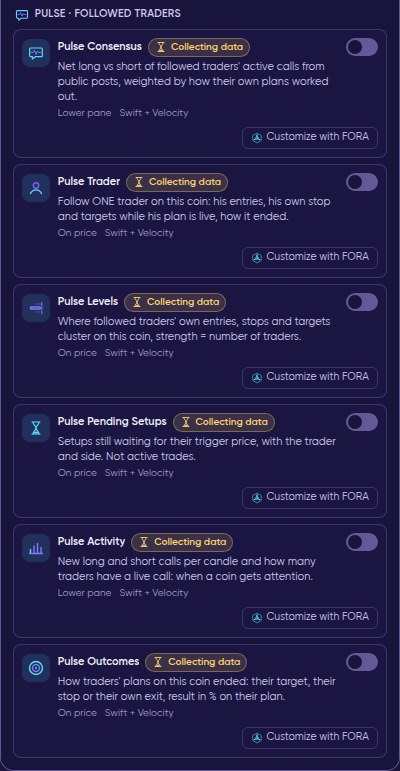 PULSE · FOLLOWED TRADERS
Pulse Consensus Collecting data
Net long vs short of followed traders' active calls from
public posts, weighted by how their own plans worked
out.
Lower pane Swift + Velocity
Customize with FORA
Pulse Trader Collecting data
Follow ONE trader on this coin: his entries, his own stop
and targets while his plan is live, how it ended.
On price Swift + Velocity
Customize with FORA
Pulse Levels Collecting data
Where followed traders' own entries, stops and targets
cluster on this coin, strength = number of traders.
On price Swift + Velocity
Customize with FORA
Pulse Pending Setups Collecting data
Setups still waiting for their trigger price, with the trader
and side. Not active trades.
On price Swift + Velocity
Customize with FORA
Pulse Activity Collecting data
New long and short calls per candle and how many
traders have a live call: when a coin gets attention.
Lower pane Swift + Velocity
Customize with FORA
Pulse Outcomes Collecting data
How traders' plans on this coin ended: their target, their
stop or their own exit, result in % on their plan.
On price Swift + Velocity
Customize with FORA